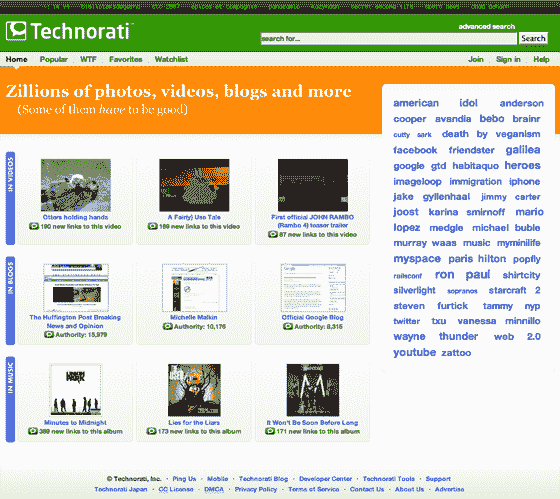 Technorati
advanced search
search for...
Search
Home Popular WTF Favorites Watchlist
Join Sign in Help
Zillions of photos, videos, blogs and more
(Some of them have to be good)
american idol anderson
cooper avandia bebo brainr
cutty sark death by veganism
facebook friendster galilea
google gtd habitaquo heroes
imageloop immigration iphone
jake gyllenhaal jimmy carter
joost karina smirnoff mario
lopez medgle michael buble
murray waas music myminilife
myspace paris hilton popfly
railsconf ron paul shirtcity
silverlight sopranos starcraft 2
steven furtick tammy nyp
twitter txu vanessa minnillo
wayne thunder web 2.0
youtube zattoo
IN VIDEOS
Otters holding hands
190 new links to this video
A Fair(y) Use Tale
169 new links to this video
First official JOHN RAMBO
(Rambo 4) teaser trailer
87 new links to this video
IN BLOGS
The Huffington Post Breaking
News and Opinion
Authority: 15,979
Michelle Malkin
Authority: 10,176
Official Google Blog
Authority: 8,315
IN MUSIC
LINKIN
PARK
Minutes to Midnight
389 new links to this album
Lies for the Liars
173 new links to this album
It Won't Be Soon Before Long
171 new links to this album
© Technorati, Inc. · Ping Us · Mobile · Technorati Blog · Developer Center · Technorati Tools · Support
Technorati Japan · CC License · DMCA · Privacy Policy · Terms of Service · Contact Us · About Us · Advertise